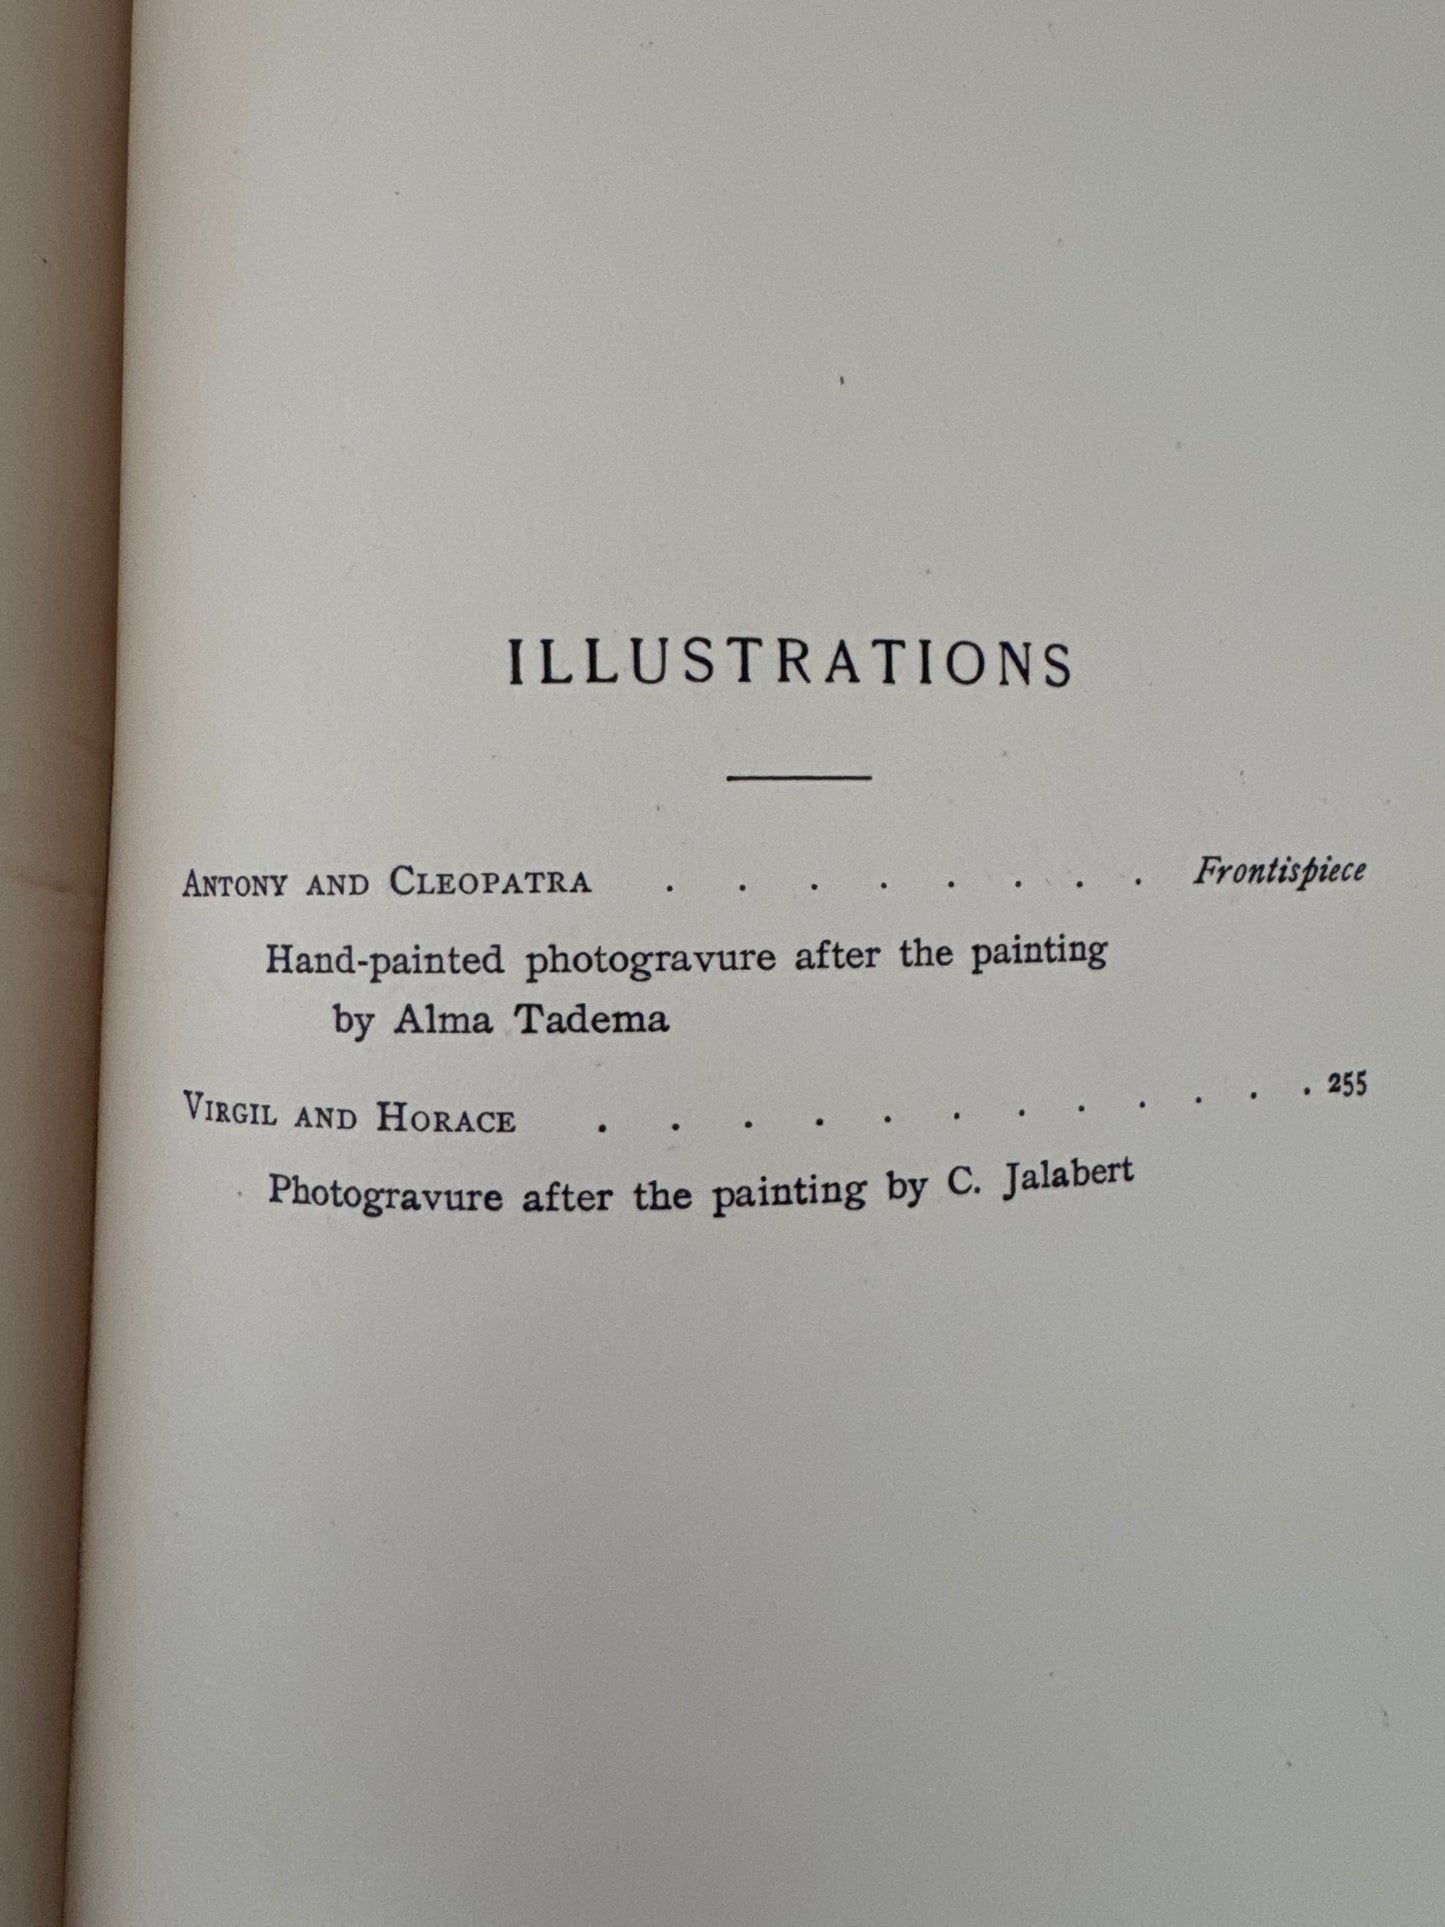 ILLUSTRATIONS
ANTONY AND CLEOPATRA . . . . . . . . Frontispiece
Hand-painted photogravure after the painting
by Alma Tadema
VIRGIL AND HORACE . . . . . . . . . . . 255
Photogravure after the painting by C. Jalabert